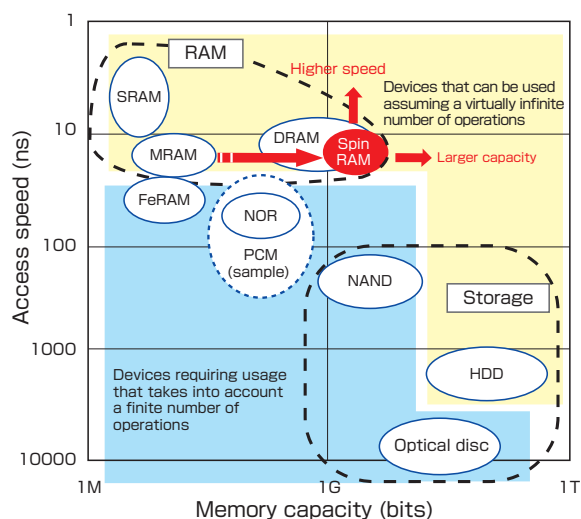 1
RAM
Higher speed
SRAM
Devices that can be used
assuming a virtually infinite
number of operations
10
DRAM
Spin
RAM
MRAM
Larger capacity
FeRAM
NOR
100
PCM
(sample)
NAND
Storage
1000
HDD
Devices requiring usage
that takes into account
a finite number of
operations
Optical disc
10000
1M
1G
1T
Access speed (ns)
Memory capacity (bits)